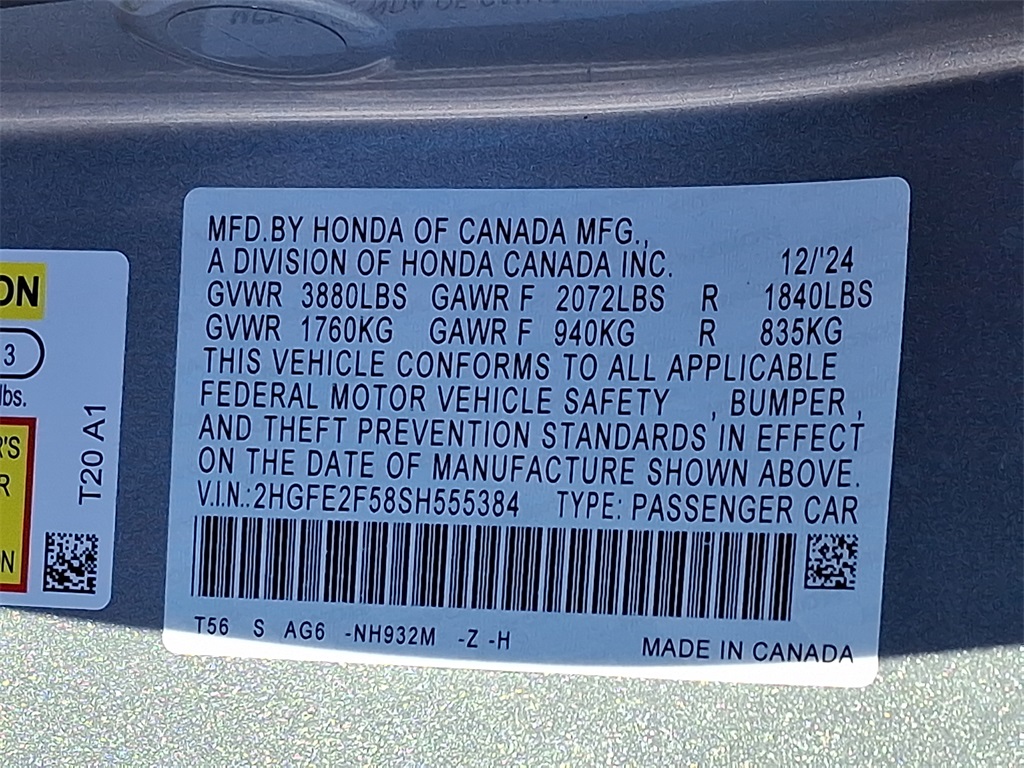 MFD.BY HONDA OF CANADA MFG.,
A DIVISION OF HONDA CANADA INC. 12/'24
GVWR 3880LBS GAWR F 2072LBS R 1840LBS
GVWR 1760KG GAWR F 940KG R 835KG
THIS VEHICLE CONFORMS TO ALL APPLICABLE
FEDERAL MOTOR VEHICLE SAFETY , BUMPER ,
AND THEFT PREVENTION STANDARDS IN EFFECT
ON THE DATE OF MANUFACTURE SHOWN ABOVE.
V.I.N.:2HGFE2F58SH555384 TYPE: PASSENGER CAR
T56 S AG6 -NH932M -Z -H
MADE IN CANADA
ON
3
lbs.
R'S
R
ON
T20 A1